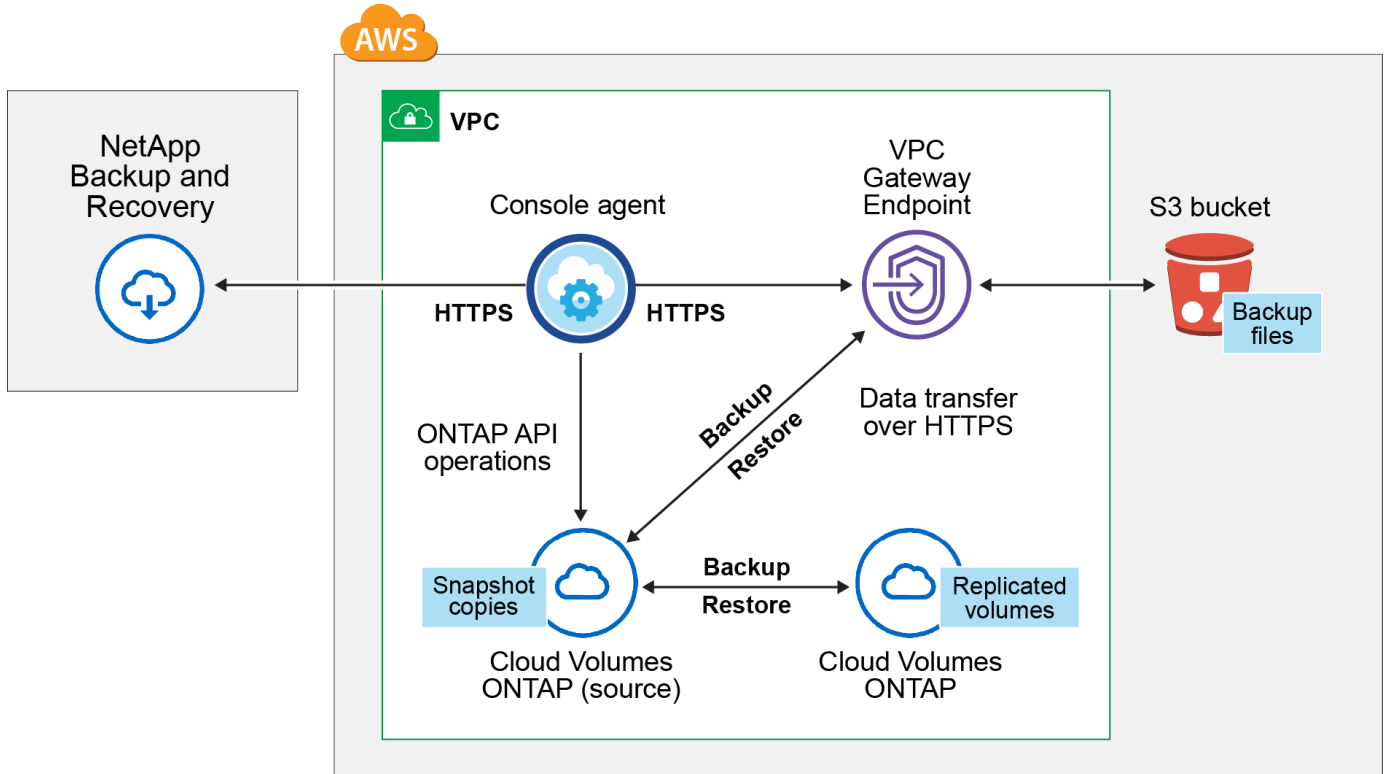 AWS
VPC
NetApp
Backup and
Recovery
Console agent
VPC
Gateway
Endpoint
S3 bucket
HTTPS
HTTPS
Backup
files
ONTAP API
operations
Backup
Restore
Data transfer
over HTTPS
Snapshot
copies
Backup
Restore
Replicated
volumes
Cloud Volumes
ONTAP (source)
Cloud Volumes
ONTAP